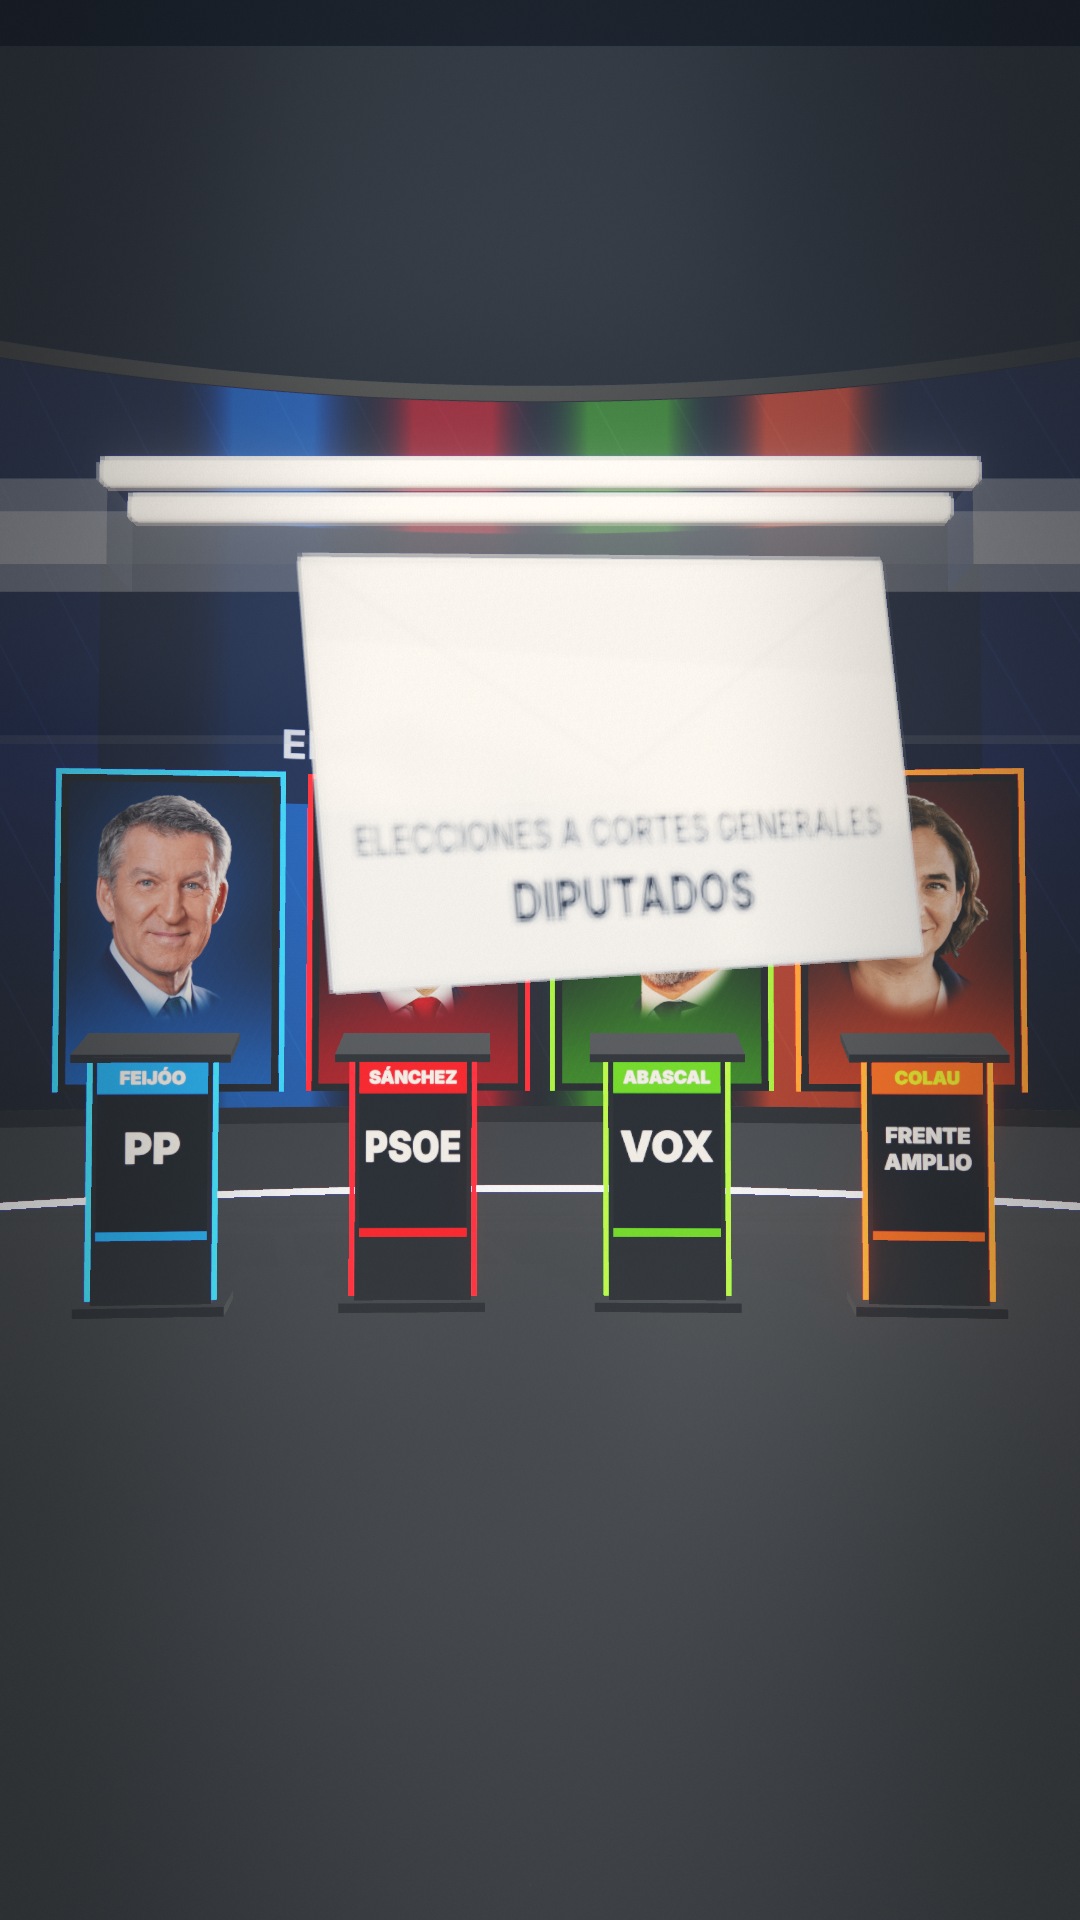 ELECCIONES A CORTES GENERALES
DIPUTADOS
FEIJÓO
PP
SÁNCHEZ
PSOE
ABASCAL
VOX
COLAU
FRENTE
AMPLIO